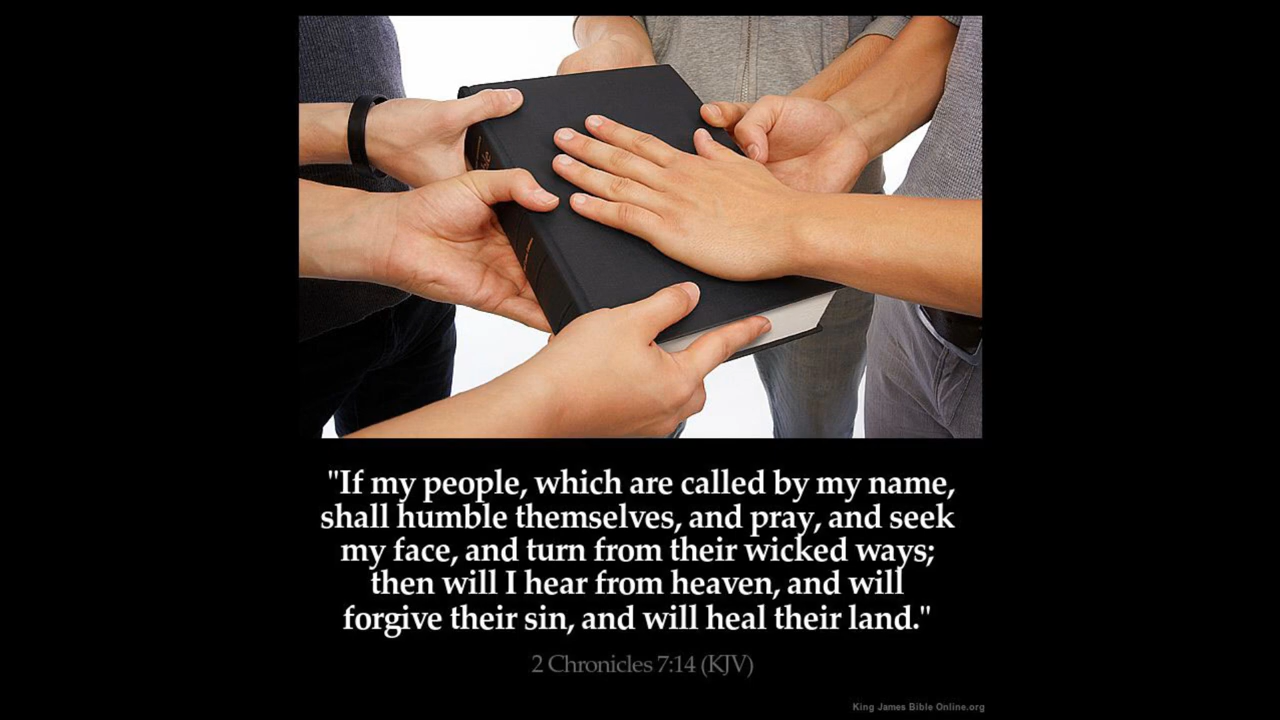 "If my people, which are called by my name,
shall humble themselves, and pray, and seek
my face, and turn from their wicked ways;
then will I hear from heaven, and will
forgive their sin, and will heal their land."
2 Chronicles 7:14 (KJV)
King James Bible Online.org